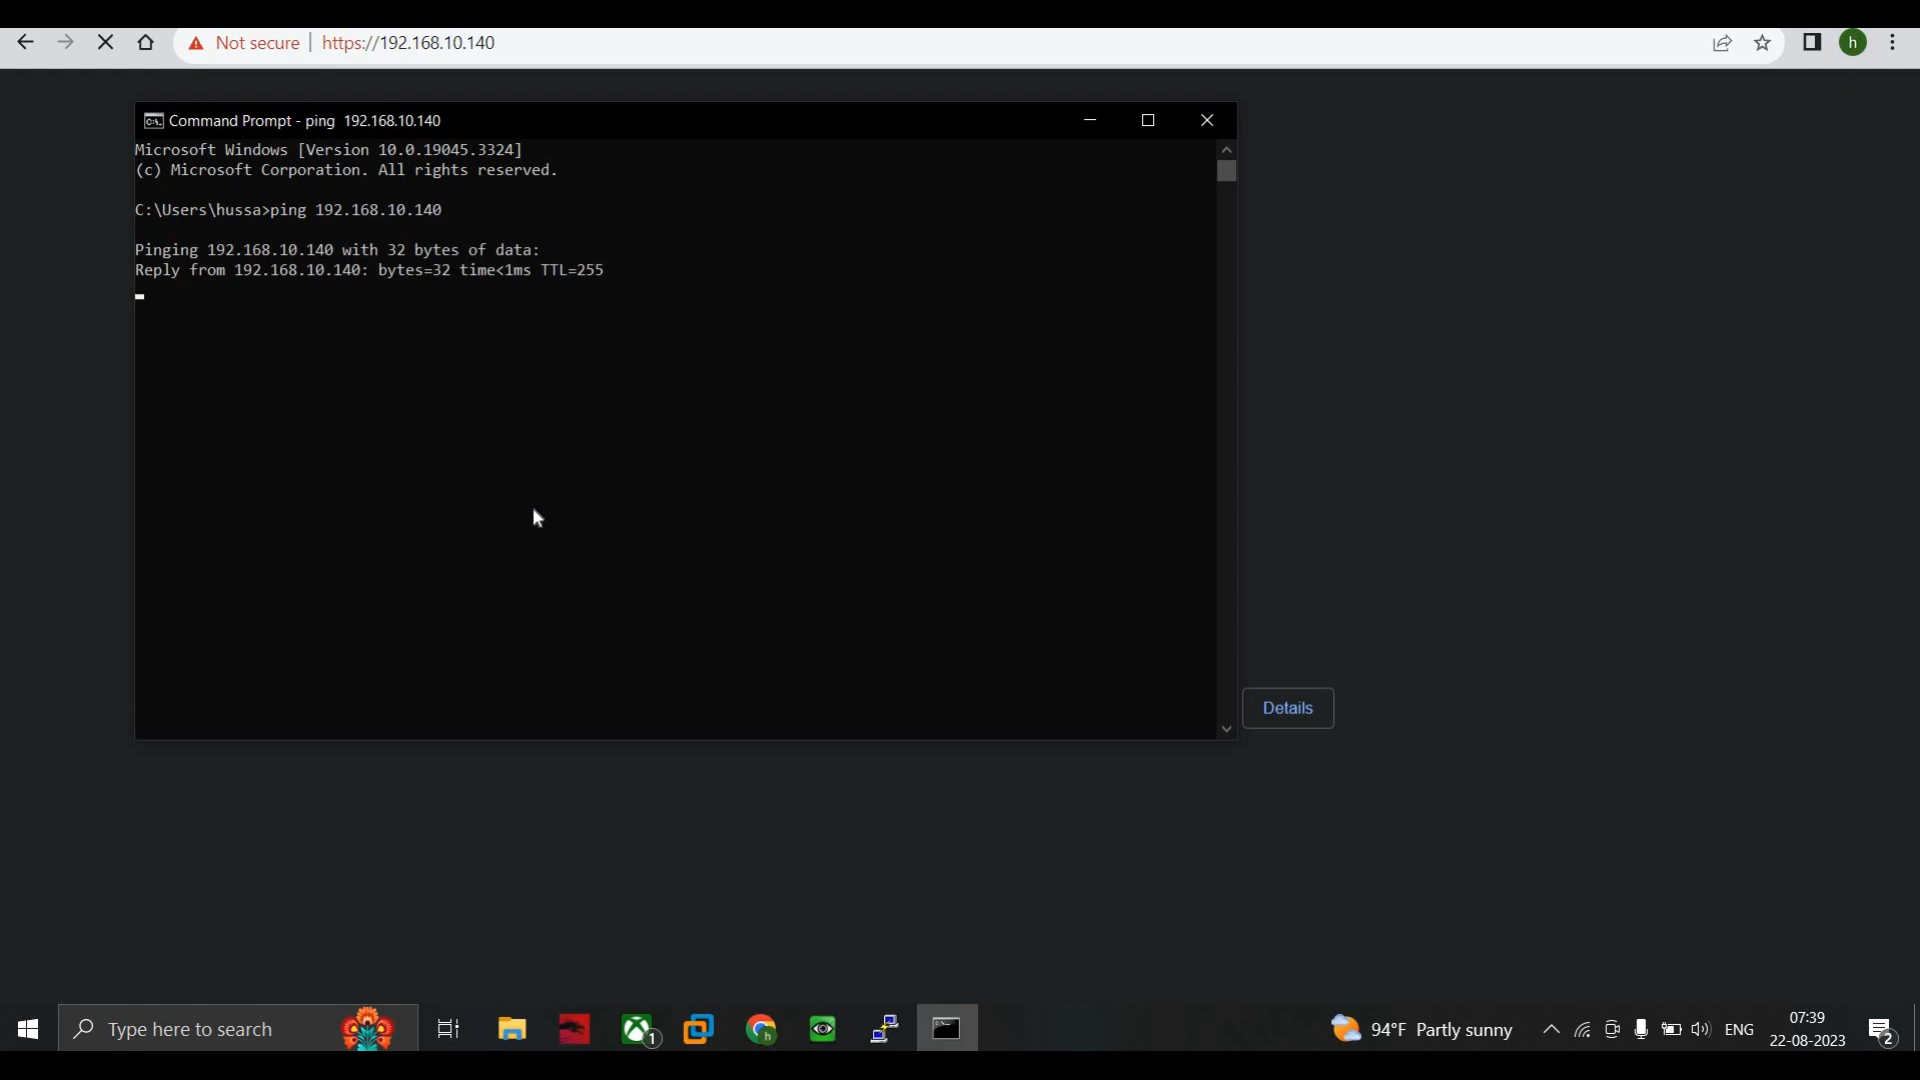 Not secure | https://192.168.10.140
h
Command Prompt - ping 192.168.10.140
Microsoft Windows [Version 10.0.19045.3324]
(c) Microsoft Corporation. All rights reserved.
C:\Users\hussa>ping 192.168.10.140
Pinging 192.168.10.140 with 32 bytes of data:
Reply from 192.168.10.140: bytes=32 time<1ms TTL=255
Details
Type here to search
1
h
94°F Partly sunny
ENG
07:39
22-08-2023
2